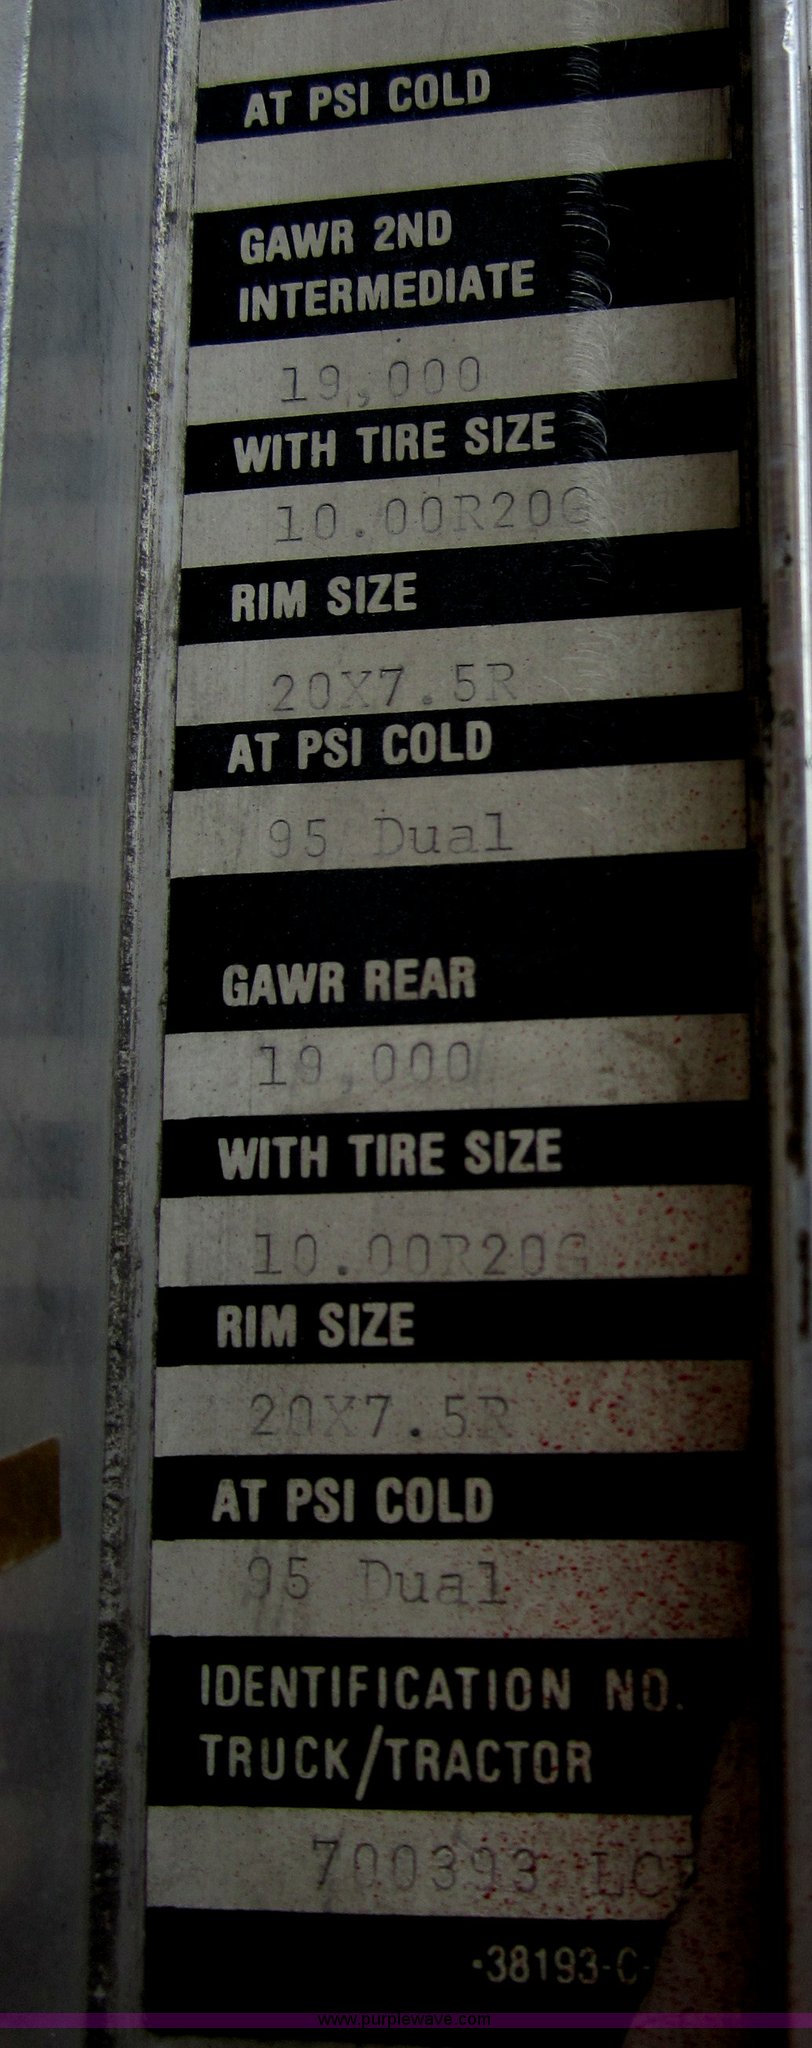 AT PSI COLD
GAWR 2ND
INTERMEDIATE
19,000
WITH TIRE SIZE
10.00R20G
RIM SIZE
20X7.5R
AT PSI COLD
95 Dual
GAWR REAR
19,000
WITH TIRE SIZE
10.00R20G
RIM SIZE
20X7.5R
AT PSI COLD
95 Dual
IDENTIFICATION NO.
TRUCK/TRACTOR
700393
·38193-C-
www.purplewave.com